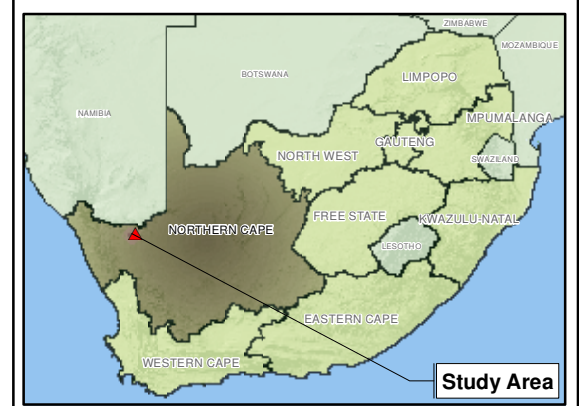 ZIMBABWE
MOZAMBIQUE
BOTSWANA
LIMPOPO
NAMIBIA
MPUMALANGA
GAUTENG
NORTH WEST
SWAZILAND
FREE STATE
KWAZULU-NATAL
NORTHERN CAPE
LESOTHO
EASTERN CAPE
WESTERN CAPE
Study Area